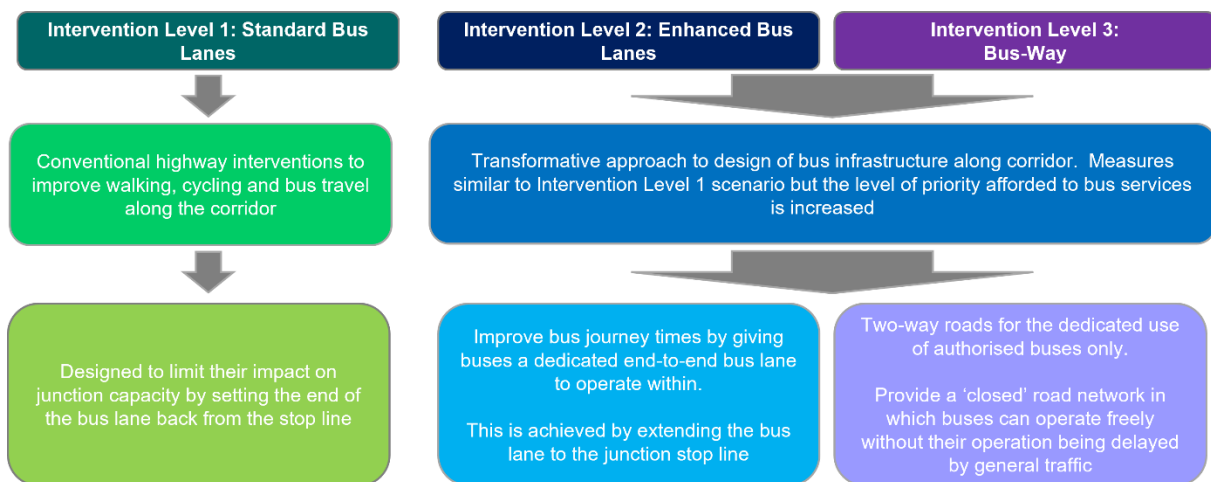 Intervention Level 1: Standard Bus
Lanes
Intervention Level 2: Enhanced Bus
Lanes
Intervention Level 3:
Bus-Way
Conventional highway interventions to
improve walking, cycling and bus travel
along the corridor
Transformative approach to design of bus infrastructure along corridor.  Measures
similar to Intervention Level 1 scenario but the level of priority afforded to bus services
is increased
Designed to limit their impact on
junction capacity by setting the end of
the bus lane back from the stop line
Improve bus journey times by giving
buses a dedicated end-to-end bus lane
to operate within.
This is achieved by extending the bus
lane to the junction stop line
Two-way roads for the dedicated use
of authorised buses only.
Provide a ‘closed’ road network in
which buses can operate freely
without their operation being delayed
by general traffic